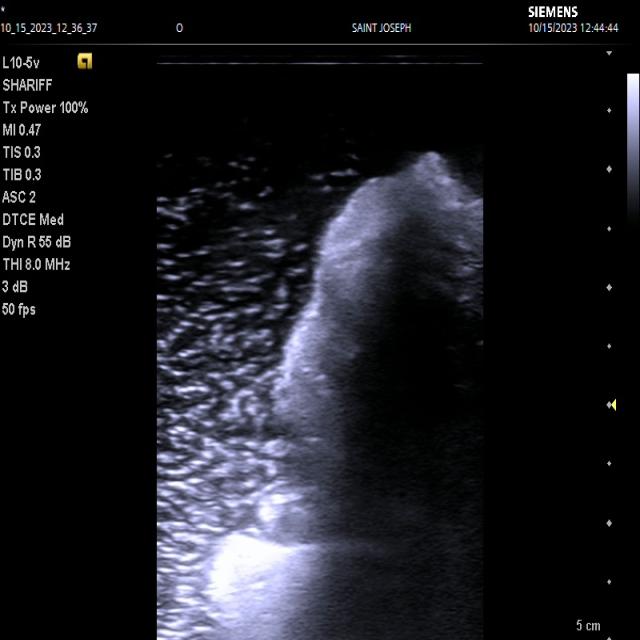 *
SIEMENS
10_15_2023_12_36_37 O SAINT JOSEPH 10/15/2023 12:44:44
L10-5v
SHARIFF
Tx Power 100%
MI 0.47
TIS 0.3
TIB 0.3
ASC 2
DTCE Med
Dyn R 55 dB
THI 8.0 MHz
3 dB
50 fps
5 cm